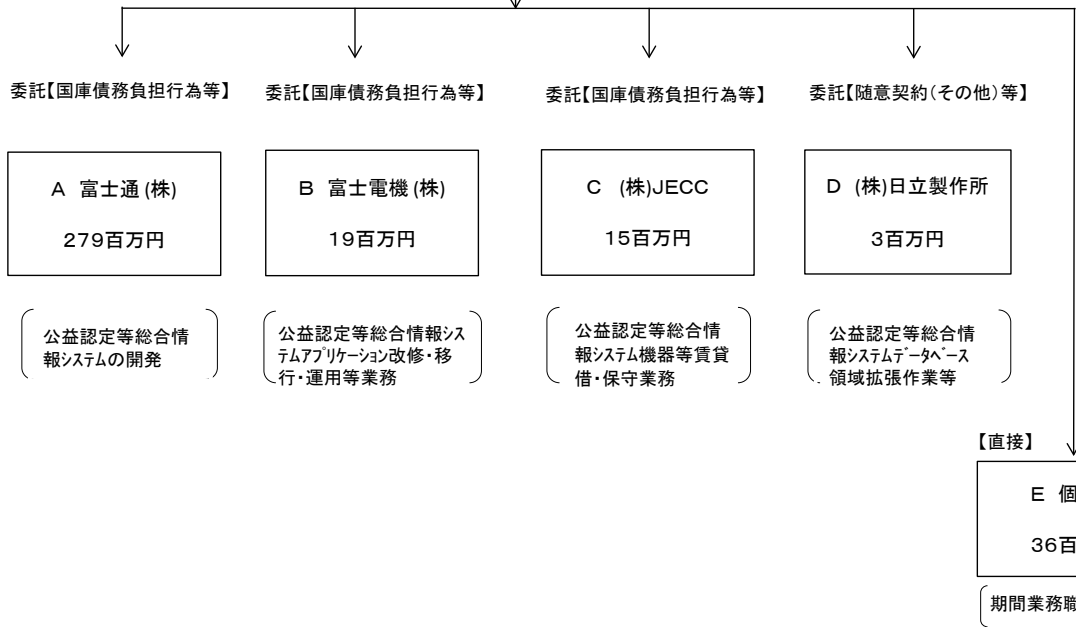 委託【国庫債務負担行為等】
委託【国庫債務負担行為等】
委託【国庫債務負担行為等】
委託【随意契約(その他)等】
A 富士通(株)
279百万円
B 富士電機(株)
19百万円
C (株)JECC
15百万円
D (株)日立製作所
3百万円
公益認定等総合情
報システムの開発
公益認定等総合情報シス
テムアプリケーション改修・移
行・運用等業務
公益認定等総合情
報システム機器等賃貸
借・保守業務
公益認定等総合情
報システムデータベース
領域拡張作業等
【直接】
E 個
36百
期間業務職